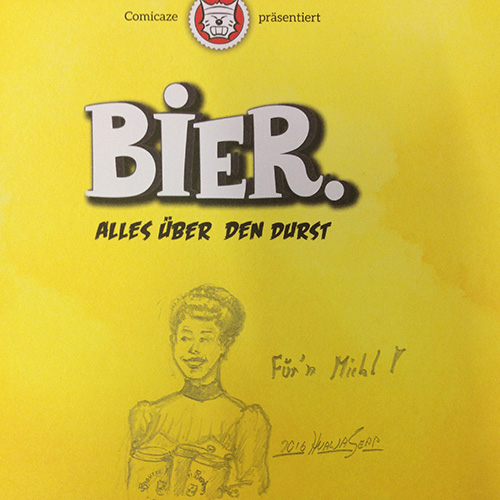 Comicaze präsentiert
BiER.
ALLES ÜBER DEN DURST
Für'n Michl!
2016